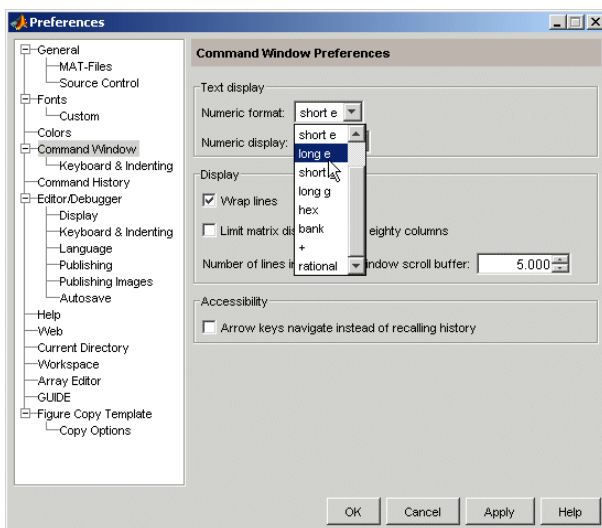 Preferences
General
MAT-Files
Source Control
Fonts
Custom
Colors
Command Window
Keyboard & Indenting
Command History
Editor/Debugger
Display
Keyboard & Indenting
Language
Publishing
Publishing Images
Autosave
Help
Web
Current Directory
Workspace
Array Editor
GUIDE
Figure Copy Template
Copy Options
Command Window Preferences
Text display
Numeric format: short e
Numeric display:
short e
long e
short
long g
hex
bank
+
rational
Display
Wrap lines
Limit matrix dis eighty columns
Number of lines in indow scroll buffer: 5.000
Accessibility
Arrow keys navigate instead of recalling history
OK Cancel Apply Help